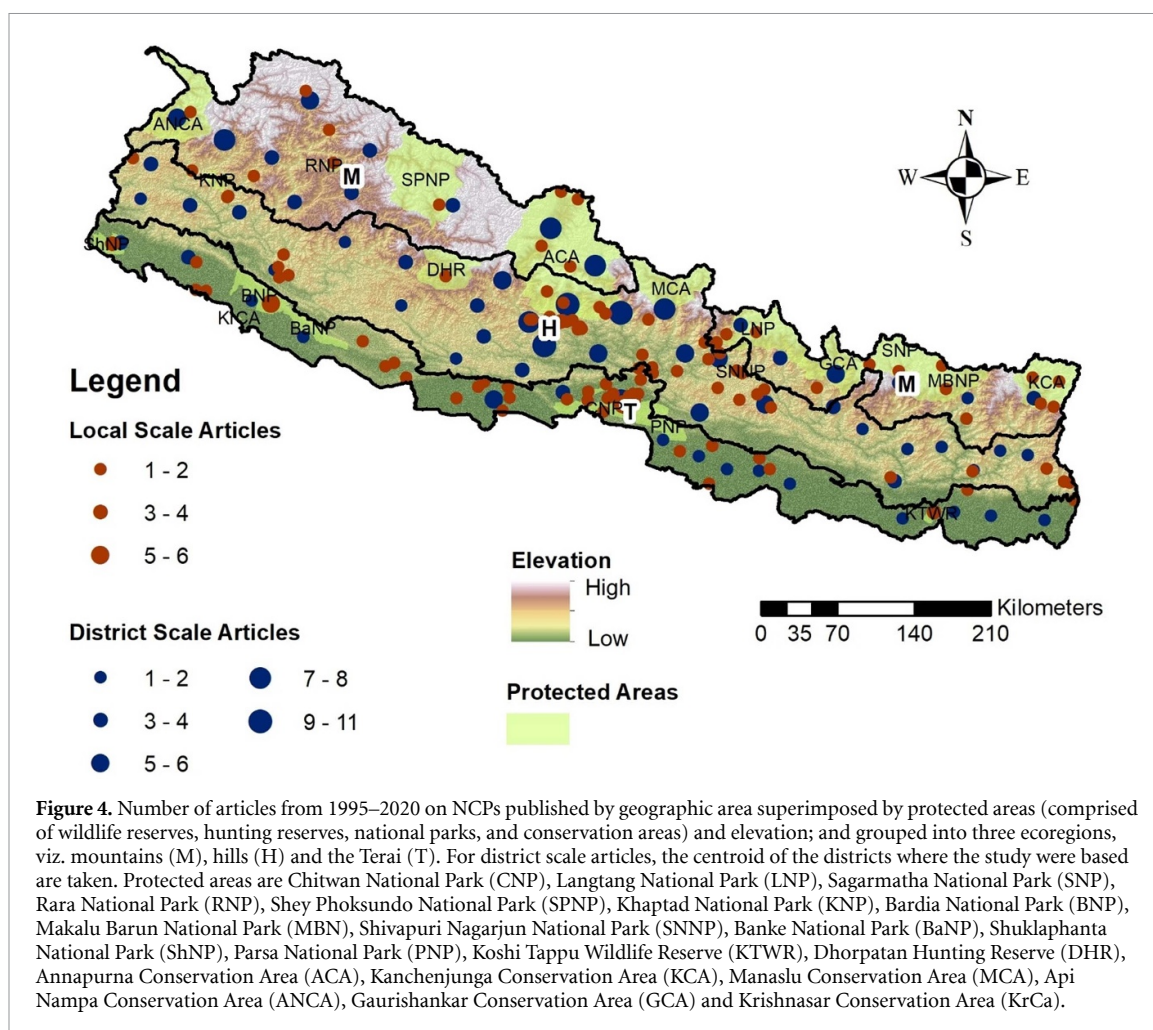 N
W E
S
ANCA
RNP
M
KNP
SPNP
ShNP
ACA
DHR
MCA
BNP
KrCA
BaNP
H
LNP
SNNP
GCA
SNP
M
MBNP
KCA
CNP
T
PNP
KTWR
Legend
Local Scale Articles
1 - 2
3 - 4
5 - 6
District Scale Articles
1 - 2 7 - 8
3 - 4 9 - 11
5 - 6
Elevation
High
Low
Protected Areas
Kilometers
0 35 70 140 210
Figure 4. Number of articles from 1995–2020 on NCPs published by geographic area superimposed by protected areas (comprised
of wildlife reserves, hunting reserves, national parks, and conservation areas) and elevation; and grouped into three ecoregions,
viz. mountains (M), hills (H) and the Terai (T). For district scale articles, the centroid of the districts where the study were based
are taken. Protected areas are Chitwan National Park (CNP), Langtang National Park (LNP), Sagarmatha National Park (SNP),
Rara National Park (RNP), Shey Phoksundo National Park (SPNP), Khaptad National Park (KNP), Bardia National Park (BNP),
Makalu Barun National Park (MBN), Shivapuri Nagarjun National Park (SNNP), Banke National Park (BaNP), Shuklaphanta
National Park (ShNP), Parsa National Park (PNP), Koshi Tappu Wildlife Reserve (KTWR), Dhorpatan Hunting Reserve (DHR),
Annapurna Conservation Area (ACA), Kanchenjunga Conservation Area (KCA), Manaslu Conservation Area (MCA), Api
Nampa Conservation Area (ANCA), Gaurishankar Conservation Area (GCA) and Krishnasar Conservation Area (KrCa).